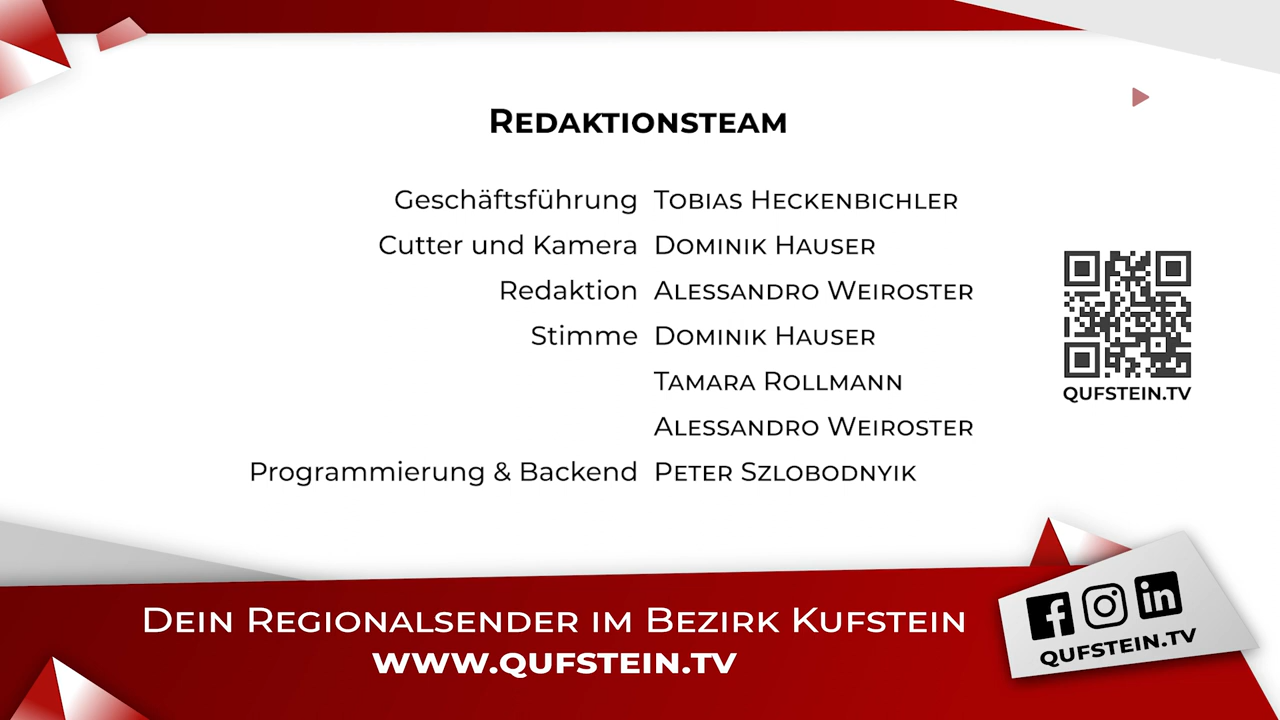 Redaktionsteam
Geschäftsführung Tobias Heckenbichler
Cutter und Kamera Dominik Hauser
Redaktion Alessandro Weiroster
Stimme Dominik Hauser
Tamara Rollmann
Alessandro Weiroster
Programmierung & Backend Peter Szlobodnyik
QUFSTEIN.TV
Dein Regionalsender im Bezirk Kufstein
www.qufstein.tv
QUFSTEIN.TV